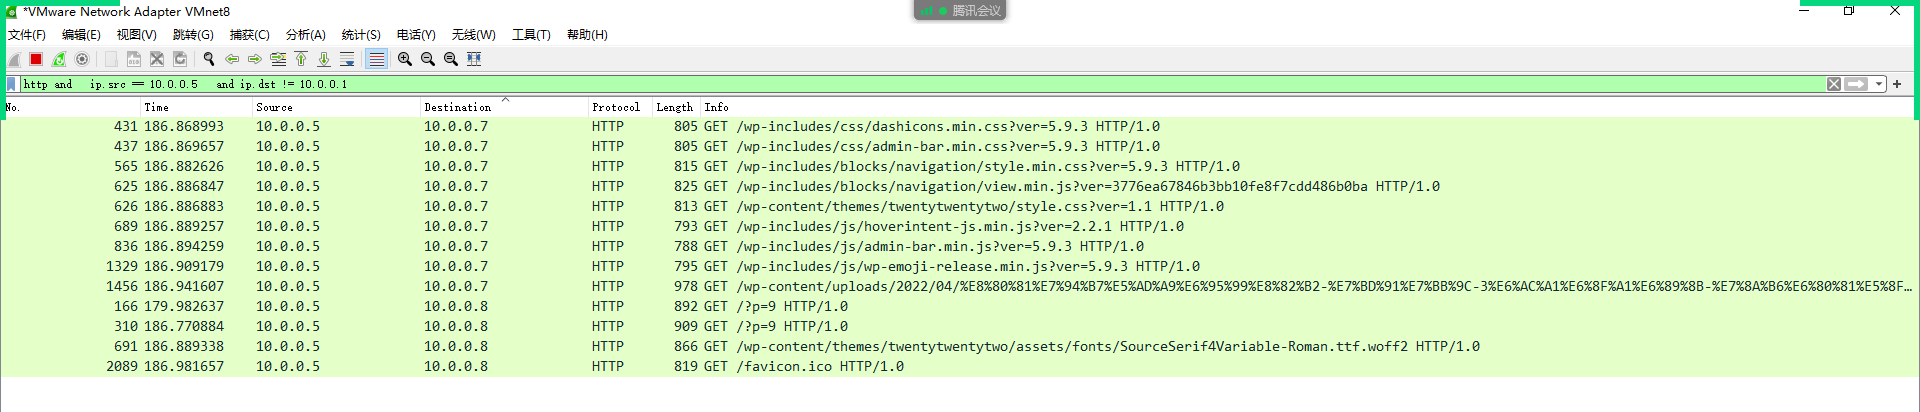 *VMware Network Adapter VMnet8
腾讯会议
文件(F) 编辑(E) 视图(V) 跳转(G) 捕获(C) 分析(A) 统计(S) 电话(Y) 无线(W) 工具(T) 帮助(H)
http and ip.src == 10.0.0.5 and ip.dst != 10.0.0.1
No. Time Source Destination Protocol Length Info
431 186.868993 10.0.0.5 10.0.0.7 HTTP 805 GET /wp-includes/css/dashicons.min.css?ver=5.9.3 HTTP/1.0
437 186.869657 10.0.0.5 10.0.0.7 HTTP 805 GET /wp-includes/css/admin-bar.min.css?ver=5.9.3 HTTP/1.0
565 186.882626 10.0.0.5 10.0.0.7 HTTP 815 GET /wp-includes/blocks/navigation/style.min.css?ver=5.9.3 HTTP/1.0
625 186.886847 10.0.0.5 10.0.0.7 HTTP 825 GET /wp-includes/blocks/navigation/view.min.js?ver=3776ea67846b3bb10fe8f7cdd486b0ba HTTP/1.0
626 186.886883 10.0.0.5 10.0.0.7 HTTP 813 GET /wp-content/themes/twentytwentytwo/style.css?ver=1.1 HTTP/1.0
689 186.889257 10.0.0.5 10.0.0.7 HTTP 793 GET /wp-includes/js/hoverintent-js.min.js?ver=2.2.1 HTTP/1.0
836 186.894259 10.0.0.5 10.0.0.7 HTTP 788 GET /wp-includes/js/admin-bar.min.js?ver=5.9.3 HTTP/1.0
1329 186.909179 10.0.0.5 10.0.0.7 HTTP 795 GET /wp-includes/js/wp-emoji-release.min.js?ver=5.9.3 HTTP/1.0
1456 186.941607 10.0.0.5 10.0.0.7 HTTP 978 GET /wp-content/uploads/2022/04/%E8%80%81%E7%94%B7%E5%AD%A9%E6%95%99%E8%82%B2-%E7%BD%91%E7%BB%9C-3%E6%AC%A1%E6%8F%A1%E6%89%8B-%E7%8A%B6%E6%80%81%E5%8F…
166 179.982637 10.0.0.5 10.0.0.8 HTTP 892 GET /?p=9 HTTP/1.0
310 186.770884 10.0.0.5 10.0.0.8 HTTP 909 GET /?p=9 HTTP/1.0
691 186.889338 10.0.0.5 10.0.0.8 HTTP 866 GET /wp-content/themes/twentytwentytwo/assets/fonts/SourceSerif4Variable-Roman.ttf.woff2 HTTP/1.0
2089 186.981657 10.0.0.5 10.0.0.8 HTTP 819 GET /favicon.ico HTTP/1.0